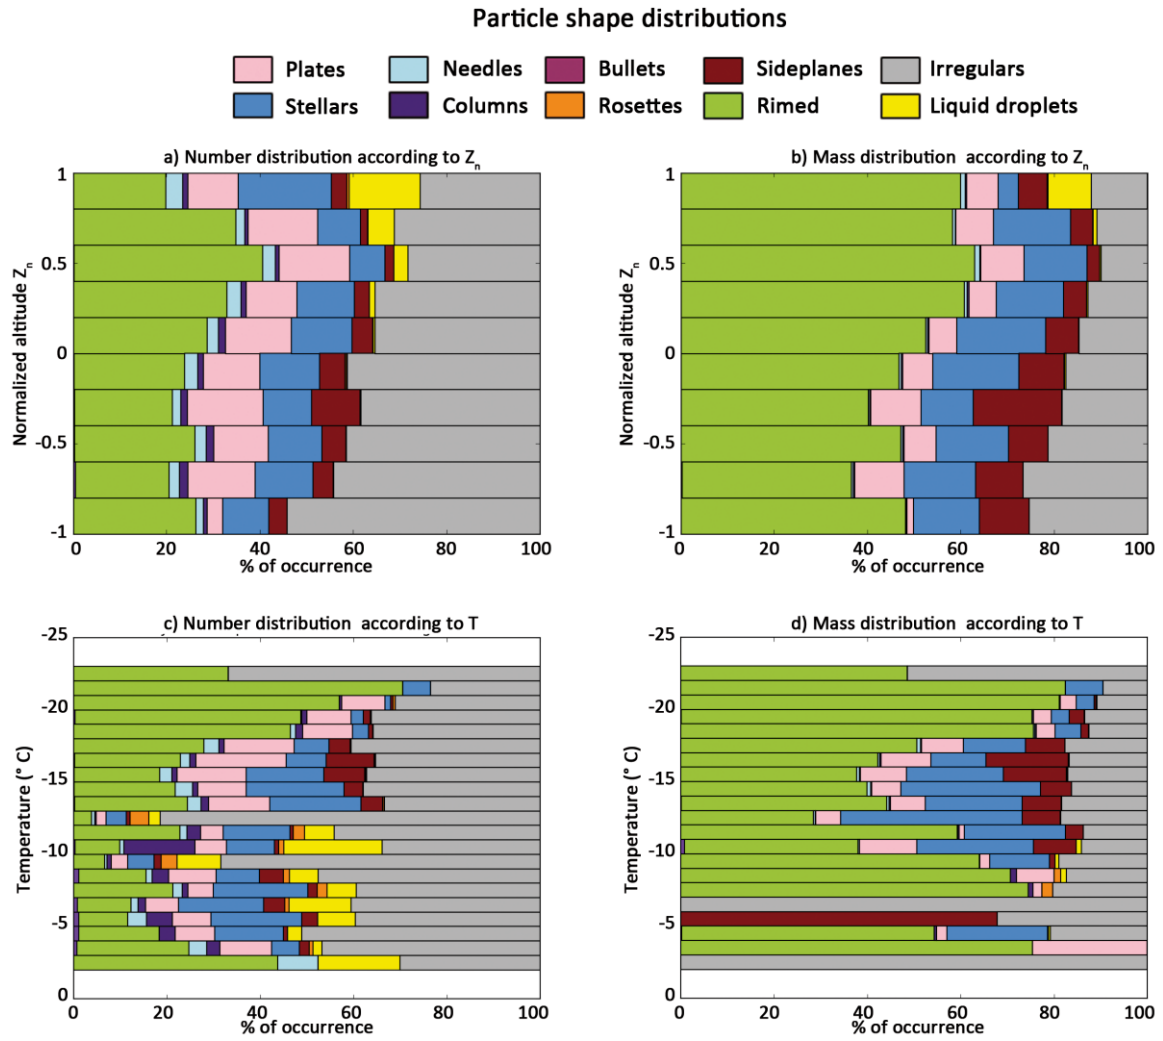 Particle shape distributions
Plates Needles Bullets Sideplanes Irregulars
Stellars Columns Rosettes Rimed Liquid droplets
a) Number distribution according to Zn
b) Mass distribution according to Zn
Normalized altitude Zn
1
0.5
0
-0.5
-1
0 20 40 60 80 100
% of occurrence
Normalized altitude Zn
1
0.5
0
-0.5
-1
0 20 40 60 80 100
% of occurrence
c) Number distribution according to T
d) Mass distribution according to T
Temperature (° C)
-25
-20
-15
-10
-5
0
0 20 40 60 80 100
% of occurrence
Temperature (° C)
-25
-20
-15
-10
-5
0
0 20 40 60 80 100
% of occurrence